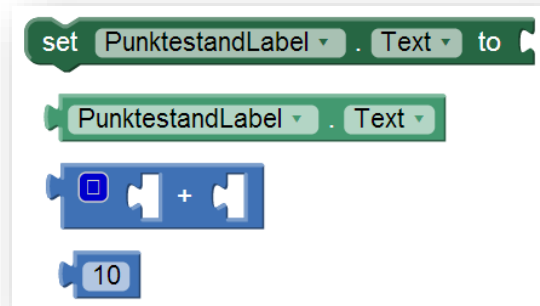 set PunktestandLabel . Text to
PunktestandLabel . Text
+
10